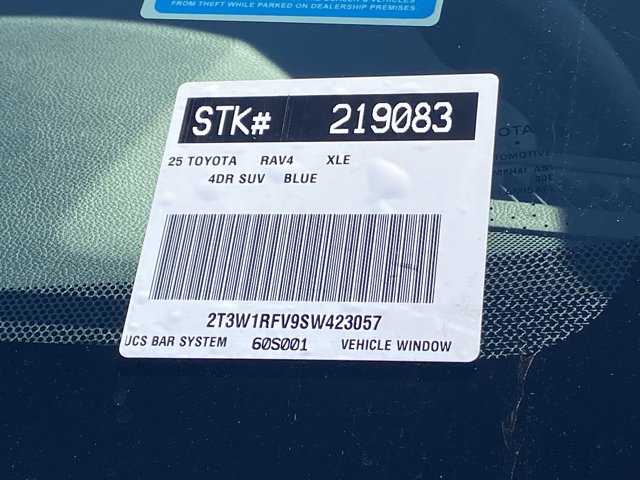 FROM THEFT WHILE PARKED ON DEALERSHIP PREMISES.
STK# 219083
25 TOYOTA RAV4 XLE
4DR SUV BLUE
2T3W1RFV9SW423057
UCS BAR SYSTEM 60S001 VEHICLE WINDOW